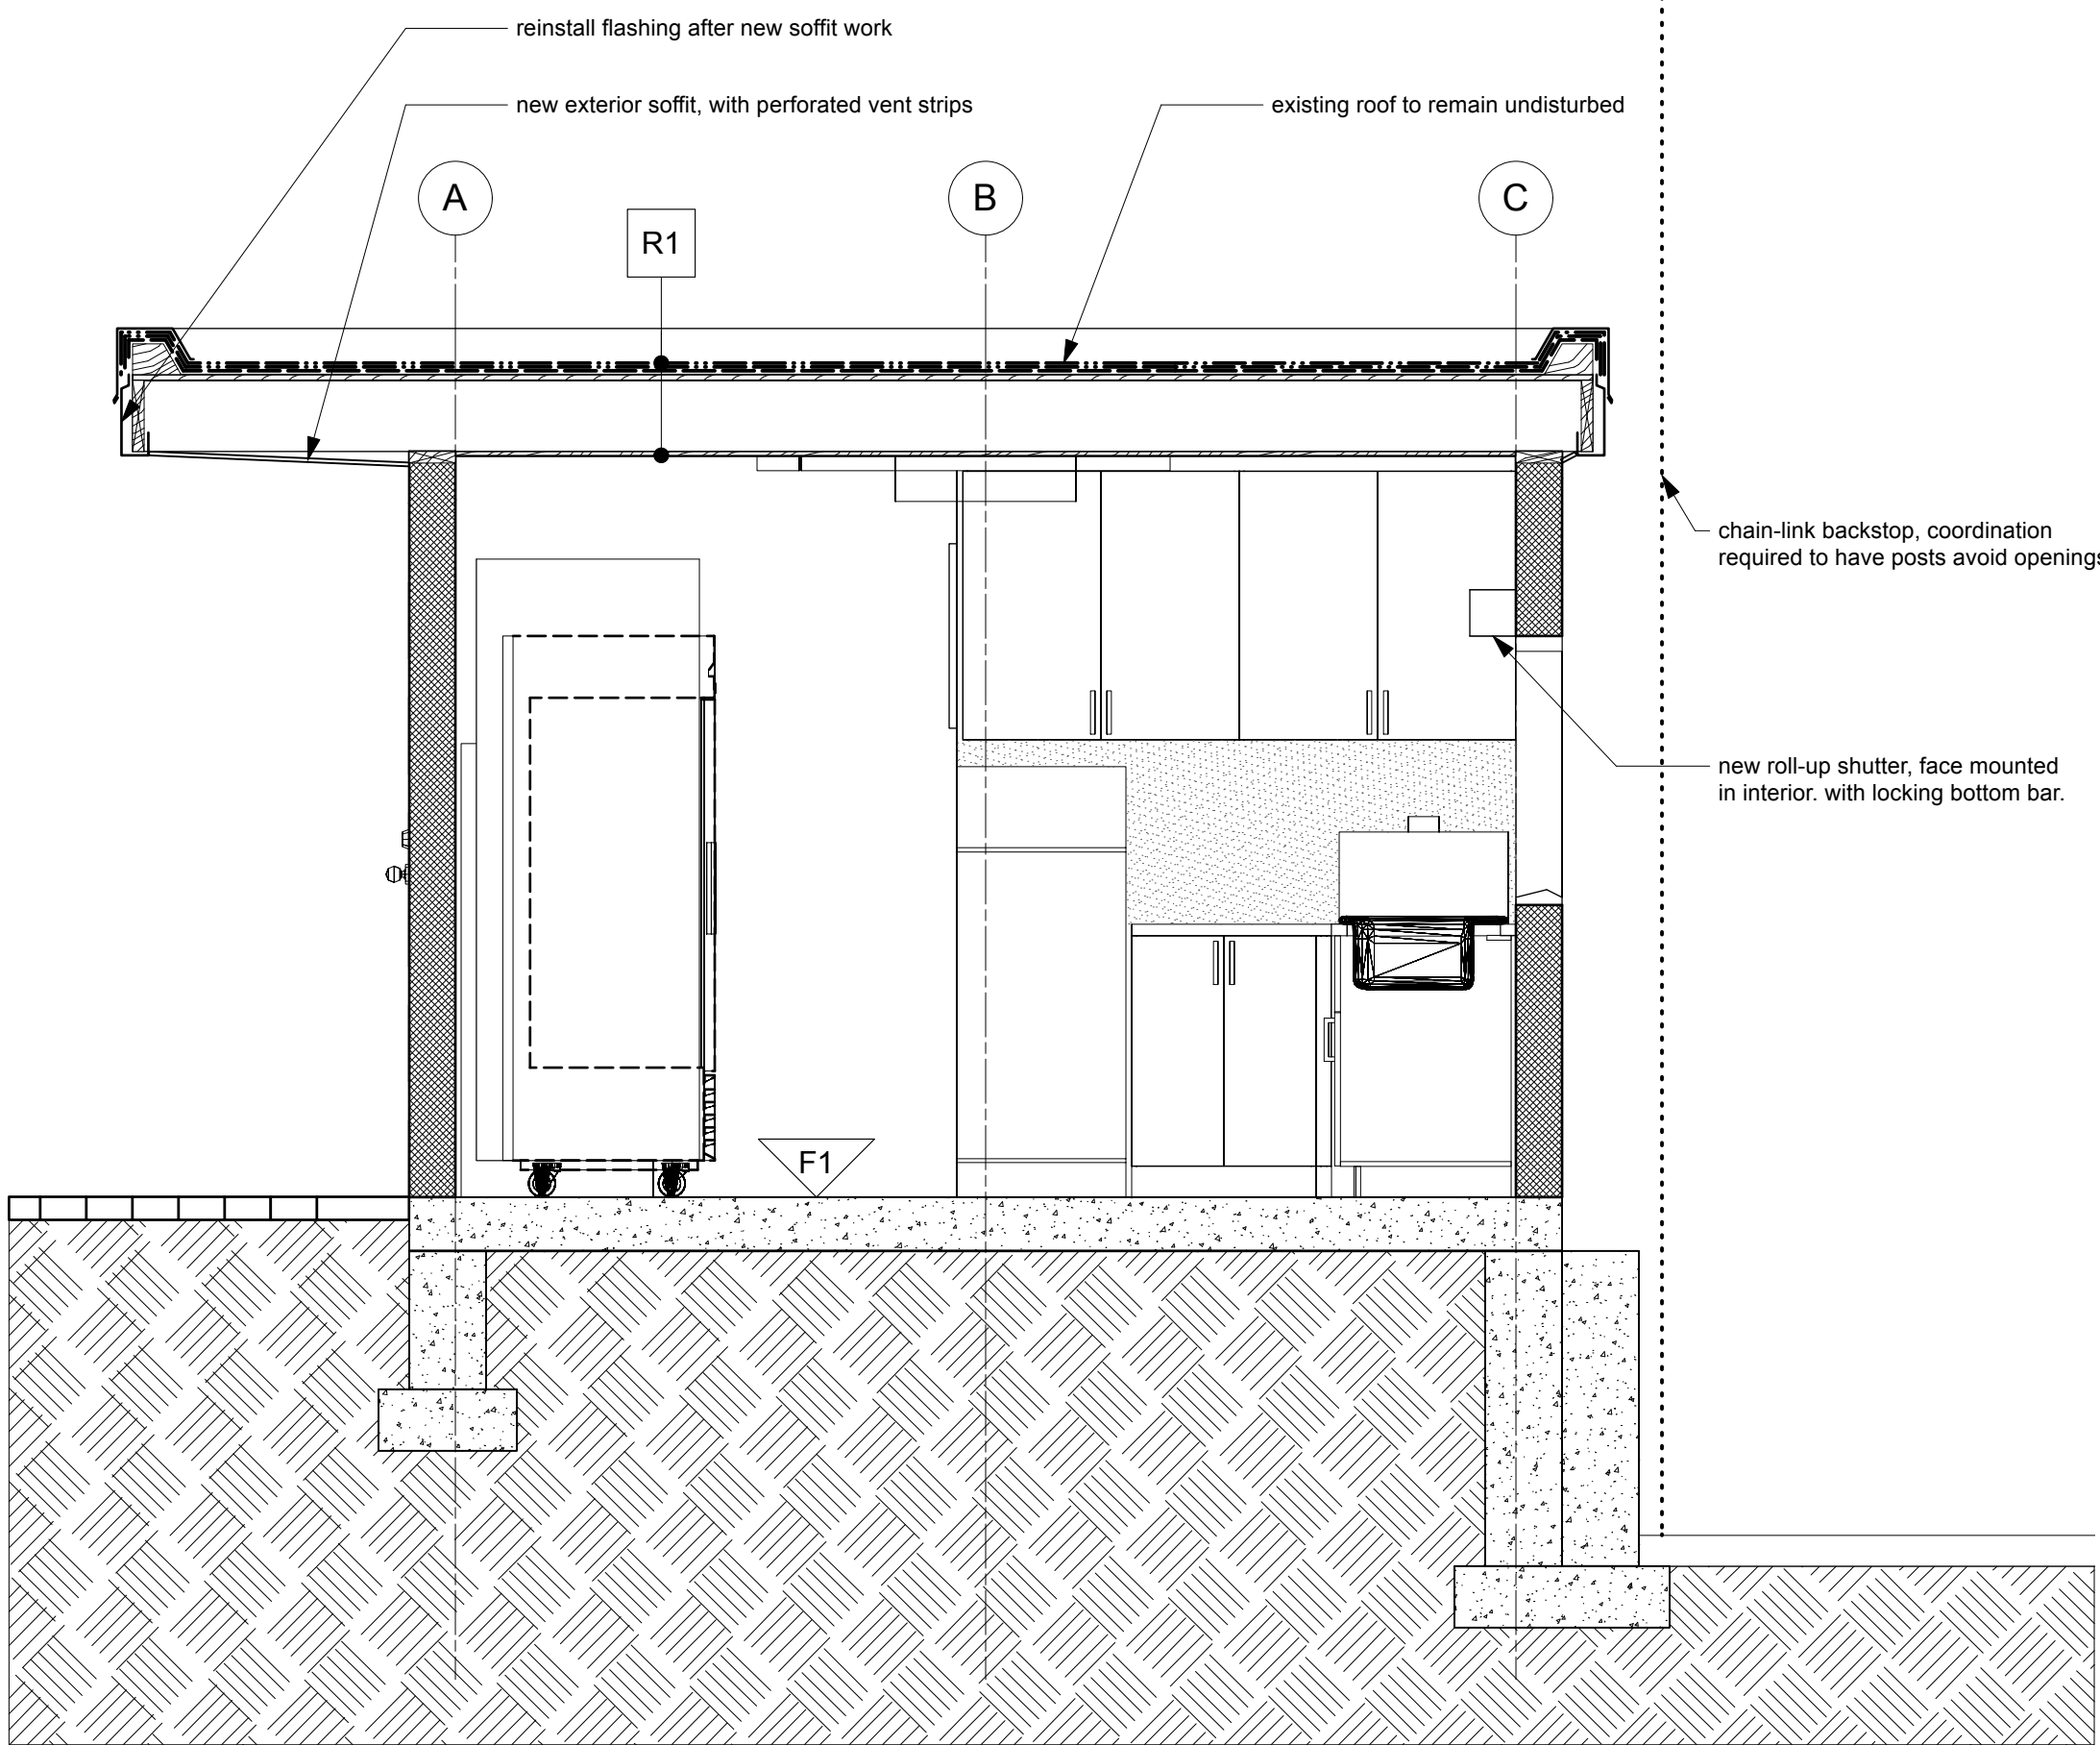 reinstall flashing after new soffit work
new exterior soffit, with perforated vent strips
existing roof to remain undisturbed
A
B
C
R1
chain-link backstop, coordination
required to have posts avoid openings
new roll-up shutter, face mounted
in interior. with locking bottom bar.
F1